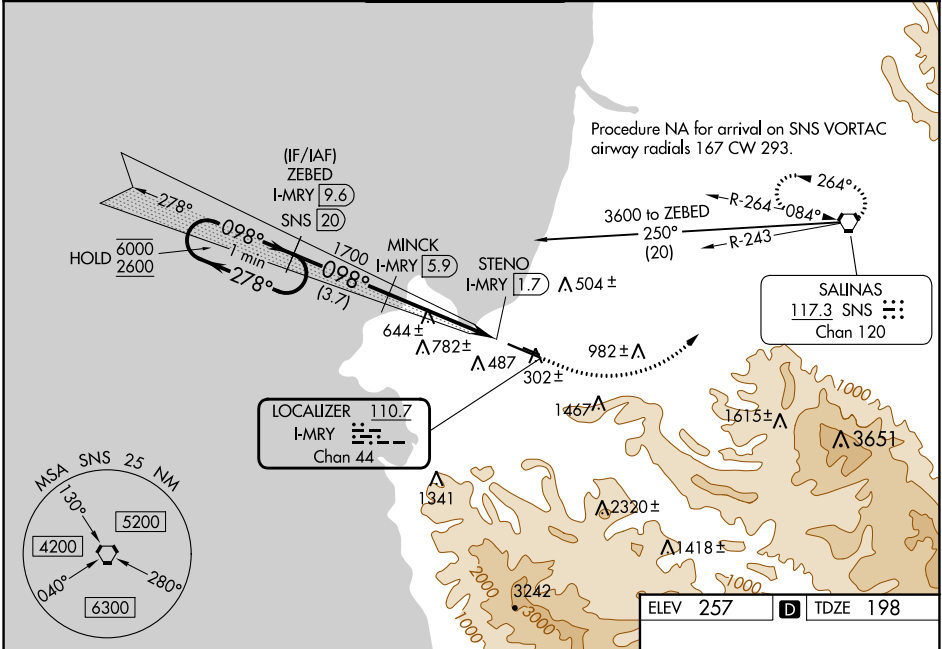 Procedure NA for arrival on SNS VORTAC
airway radials 167 CW 293.
(IF/IAF)
ZEBED
I-MRY 9.6
SNS 20
278°
098°
1 min
278°
HOLD 6000
2600
1700
098°
(3.7)
MINCK
I-MRY 5.9
STENO
I-MRY 1.7
504 ±
3600 to ZEBED
250°
(20)
R-264
084°
264°
R-243
SALINAS
117.3 SNS
Chan 120
644 ±
782 ±
487
302 ±
982 ±
1467
1615 ±
3651
1000
LOCALIZER 110.7
I-MRY
Chan 44
1341
2320 ±
1418 ±
1000
2000
3242
3000
1000
MSA SNS 25 NM
130°
5200
4200
040°
280°
6300
ELEV 257 D TDZE 198